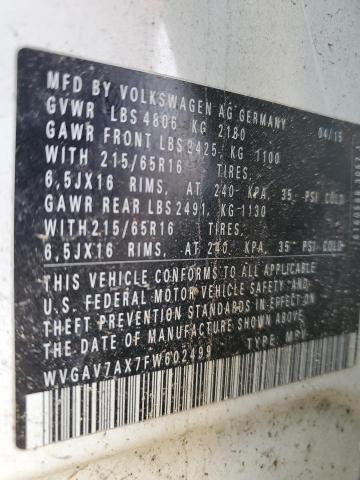 MFD BY VOLKSWAGEN AG GERMANY 04/15
GVWR LBS 4806 KG 2180
GAWR FRONT LBS 2425 KG 1100
WITH 215/65R16 TIRES,
6,5JX16 RIMS, AT 240 KPA, 35 PSI COLD
GAWR REAR LBS 2491, KG-1130
WITH 215/65R16 TIRES,
6,5JX16 RIMS, AT 240 KPA, 35 PSI COLD
THIS VEHICLE CONFORMS TO ALL APPLICABLE
U.S. FEDERAL MOTOR VEHICLE SAFETY AND
THEFT PREVENTION STANDARDS IN EFFECT ON
THE DATE OF MANUFACTURE SHOWN ABOVE.
WVGAV7AX7FW602499 TYPE: MPV